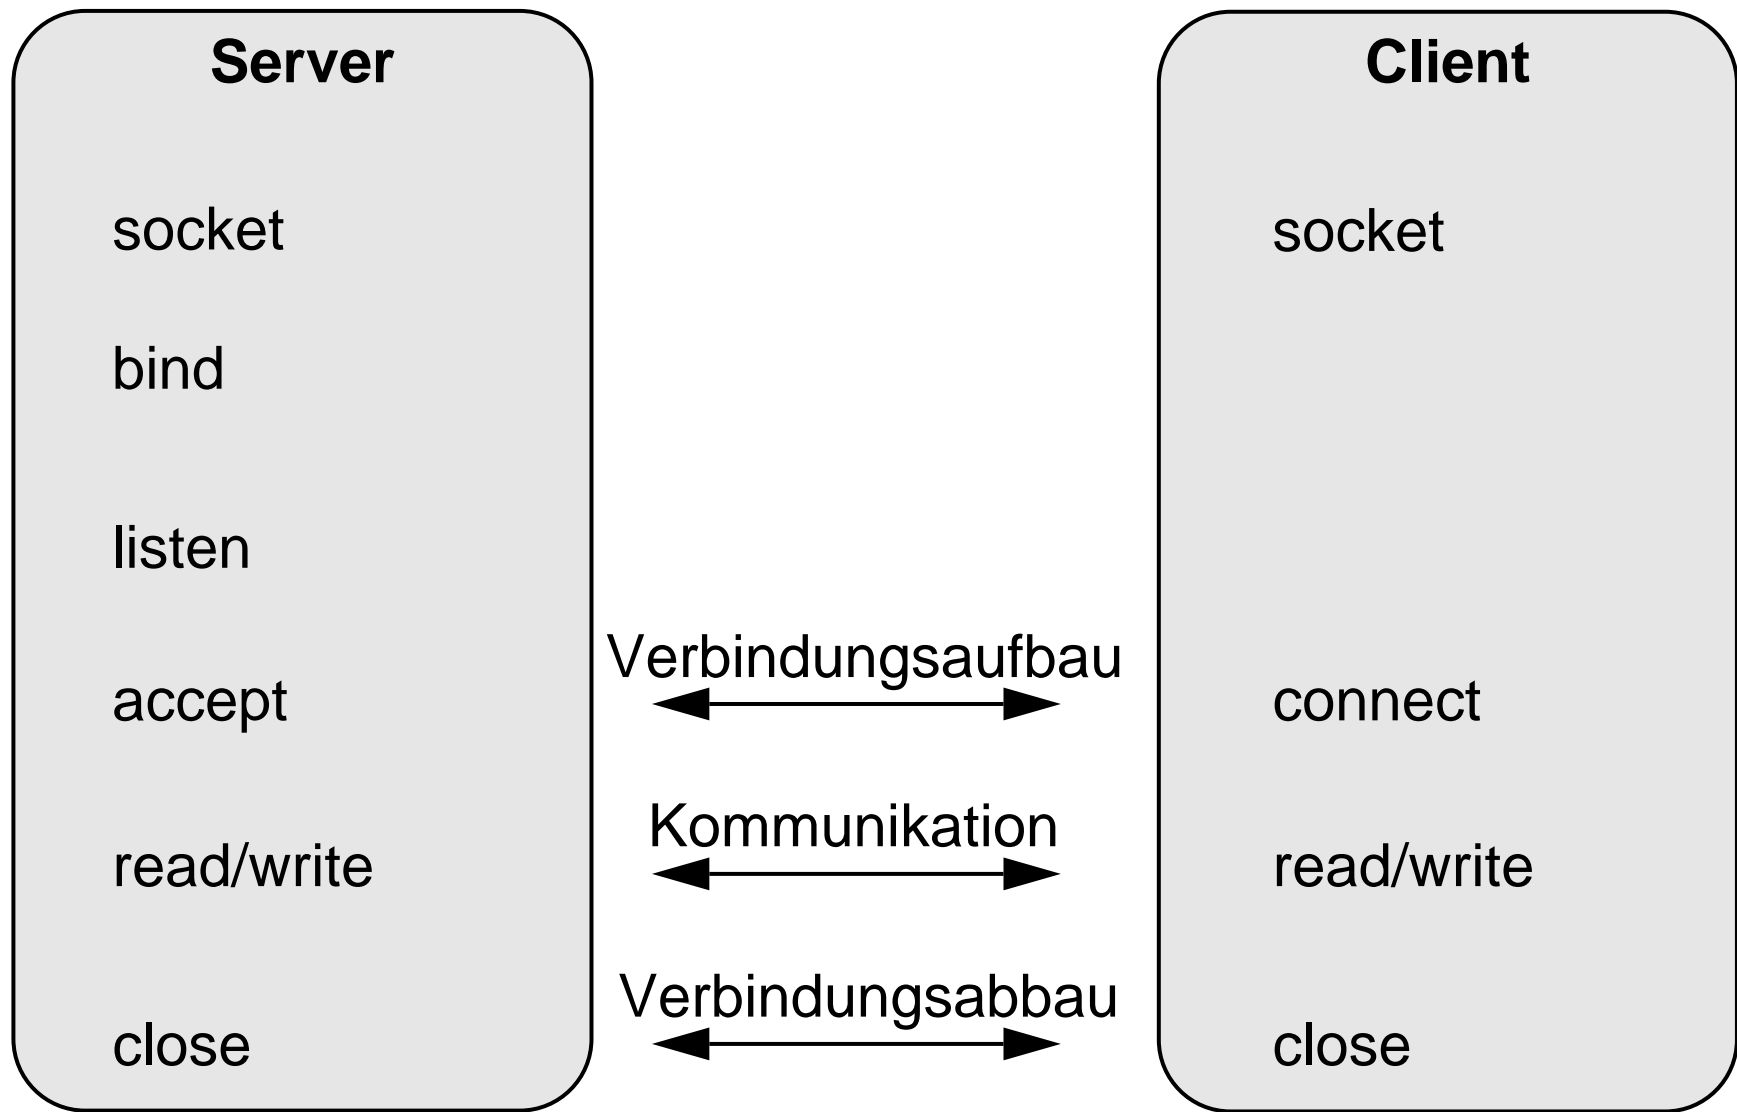 Server
socket
bind
listen
accept
read/write
close
Verbindungsaufbau
Kommunikation
Verbindungsabbau
Client
socket
connect
read/write
close